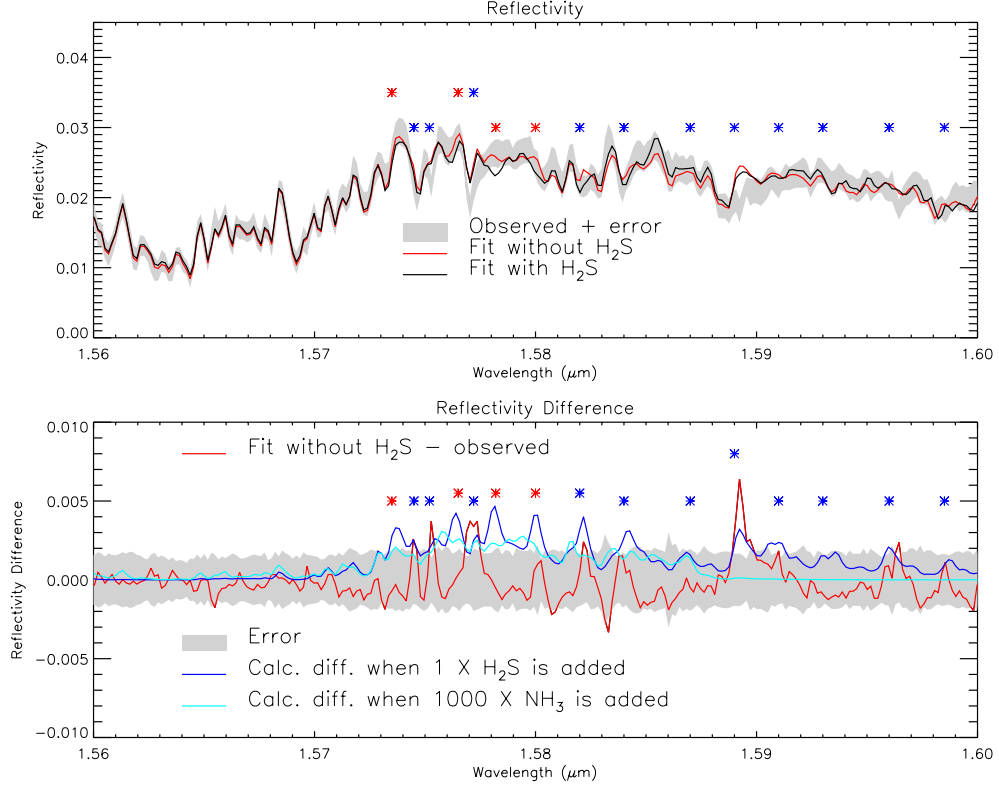 Reflectivity
0.04
0.03
0.02
0.01
0.00
Reflectivity
Observed + error
Fit without H₂S
Fit with H₂S
1.56
1.57
1.58
1.59
1.60
Wavelength (μm)
Reflectivity Difference
0.010
0.005
0.000
−0.005
−0.010
Reflectivity Difference
Fit without H₂S − observed
Error
Calc. diff. when 1 X H₂S is added
Calc. diff. when 1000 X NH₃ is added
1.56
1.57
1.58
1.59
1.60
Wavelength (μm)